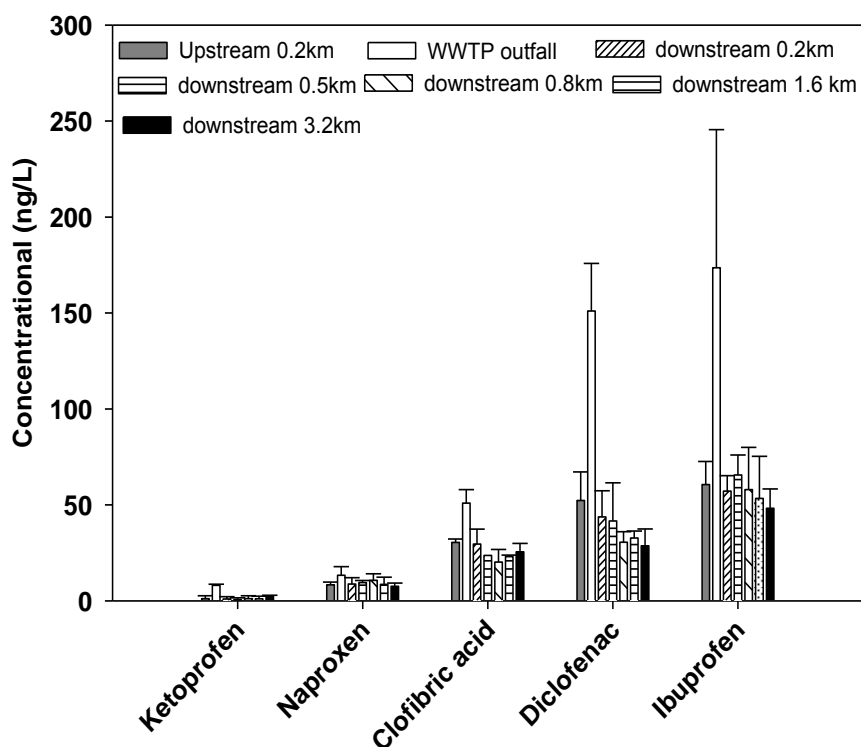 300
Upstream 0.2km WWTP outfall downstream 0.2km
downstream 0.5km downstream 0.8km downstream 1.6 km
250
downstream 3.2km
200
150
100
50
0
Concentrational (ng/L)
Ketoprofen
Naproxen
Clofibric acid
Diclofenac
Ibuprofen